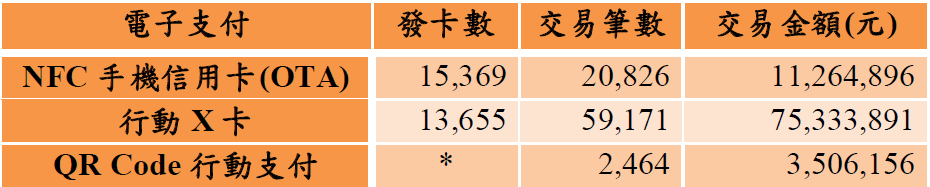 電子支付 發卡數 交易筆數 交易金額(元)
NFC 手機信用卡(OTA) 15,369 20,826 11,264,896
行動 X 卡 13,655 59,171 75,333,891
QR Code 行動支付 * 2,464 3,506,156